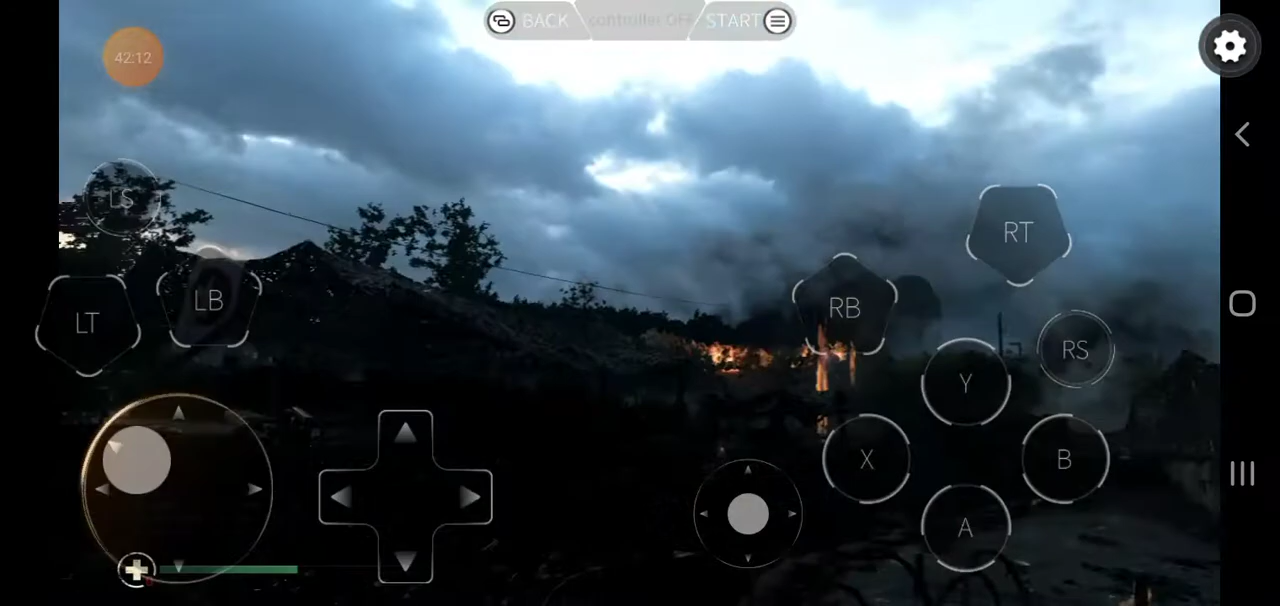 BACK controller OFF START
42:12
LS
RT
LT LB RB
RS
Y
X B
A